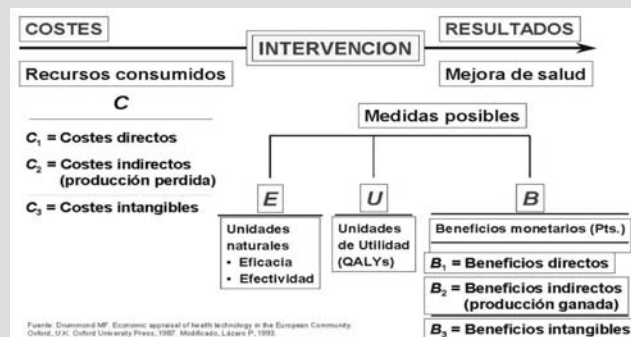 COSTES
INTERVENCION
RESULTADOS
Recursos consumidos
Mejora de salud
C
C1 = Costes directos
C2 = Costes indirectos
(producción perdida)
C3 = Costes intangibles
Medidas posibles
E
Unidades
naturales
• Eficacia
• Efectividad
U
Unidades
de Utilidad
(QALYs)
B
Beneficios monetarios (Pts.)
B1 = Beneficios directos
B2 = Beneficios indirectos
(producción ganada)
B3 = Beneficios intangibles
Fuente: Drummond MF. Economic appraisal of health technology in the European Community.
Oxford, U.K. Oxford University Press, 1987. Modificado, Lázaro P, 1993.